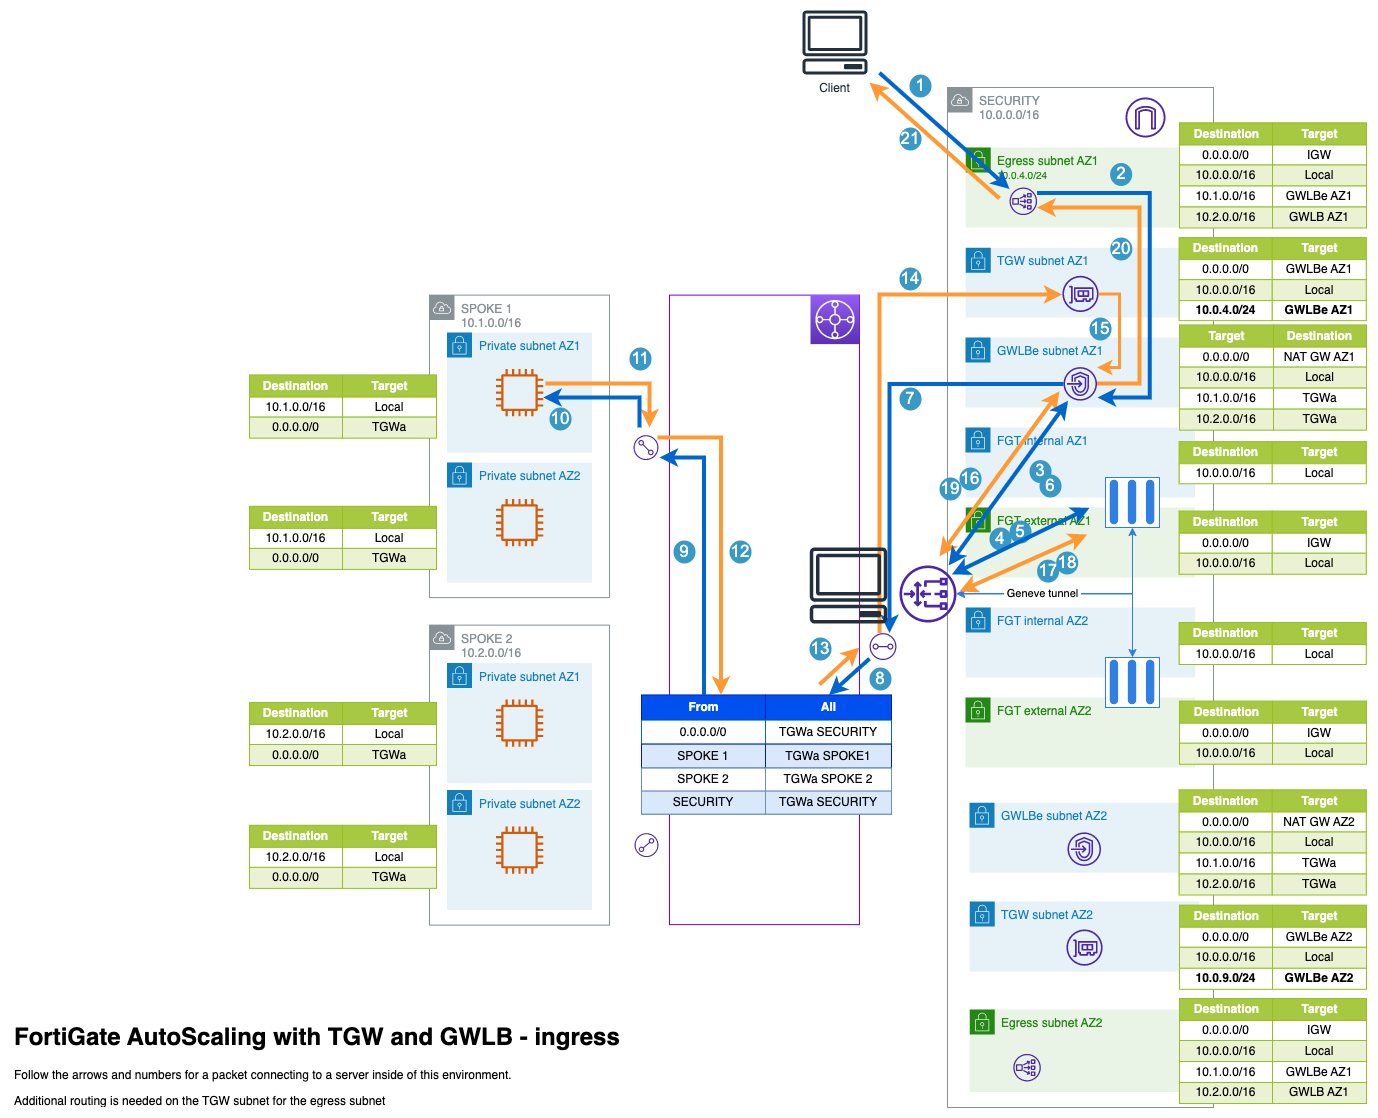 Client
1
21
SECURITY
10.0.0.0/16
Egress subnet AZ1
10.0.4.0/24
2
Destination Target
0.0.0.0/0 IGW
10.0.0.0/16 Local
10.1.0.0/16 GWLBe AZ1
10.2.0.0/16 GWLB AZ1
20
14
TGW subnet AZ1
Destination Target
0.0.0.0/0 GWLBe AZ1
10.0.0.0/16 Local
10.0.4.0/24 GWLBe AZ1
15
GWLBe subnet AZ1
Target Destination
0.0.0.0/0 NAT GW AZ1
10.0.0.0/16 Local
10.1.0.0/16 TGWa
10.2.0.0/16 TGWa
7
FGT internal AZ1
Destination Target
10.0.0.0/16 Local
19
16
3
6
FGT external AZ1
4
5
17
18
Destination Target
0.0.0.0/0 IGW
10.0.0.0/16 Local
Geneve tunnel
FGT internal AZ2
Destination Target
10.0.0.0/16 Local
FGT external AZ2
Destination Target
0.0.0.0/0 IGW
10.0.0.0/16 Local
GWLBe subnet AZ2
Destination Target
0.0.0.0/0 NAT GW AZ2
10.0.0.0/16 Local
10.1.0.0/16 TGWa
10.2.0.0/16 TGWa
TGW subnet AZ2
Destination Target
0.0.0.0/0 GWLBe AZ2
10.0.0.0/16 Local
10.0.9.0/24 GWLBe AZ2
Egress subnet AZ2
Destination Target
0.0.0.0/0 IGW
10.0.0.0/16 Local
10.1.0.0/16 GWLBe AZ1
10.2.0.0/16 GWLB AZ1
SPOKE 1
10.1.0.0/16
Private subnet AZ1
11
10
Destination Target
10.1.0.0/16 Local
0.0.0.0/0 TGWa
Private subnet AZ2
Destination Target
10.1.0.0/16 Local
0.0.0.0/0 TGWa
9
12
13
8
SPOKE 2
10.2.0.0/16
Private subnet AZ1
Destination Target
10.2.0.0/16 Local
0.0.0.0/0 TGWa
Private subnet AZ2
Destination Target
10.2.0.0/16 Local
0.0.0.0/0 TGWa
From All
0.0.0.0/0 TGWa SECURITY
SPOKE 1 TGWa SPOKE1
SPOKE 2 TGWa SPOKE 2
SECURITY TGWa SECURITY
FortiGate AutoScaling with TGW and GWLB - ingress
Follow the arrows and numbers for a packet connecting to a server inside of this environment.
Additional routing is needed on the TGW subnet for the egress subnet